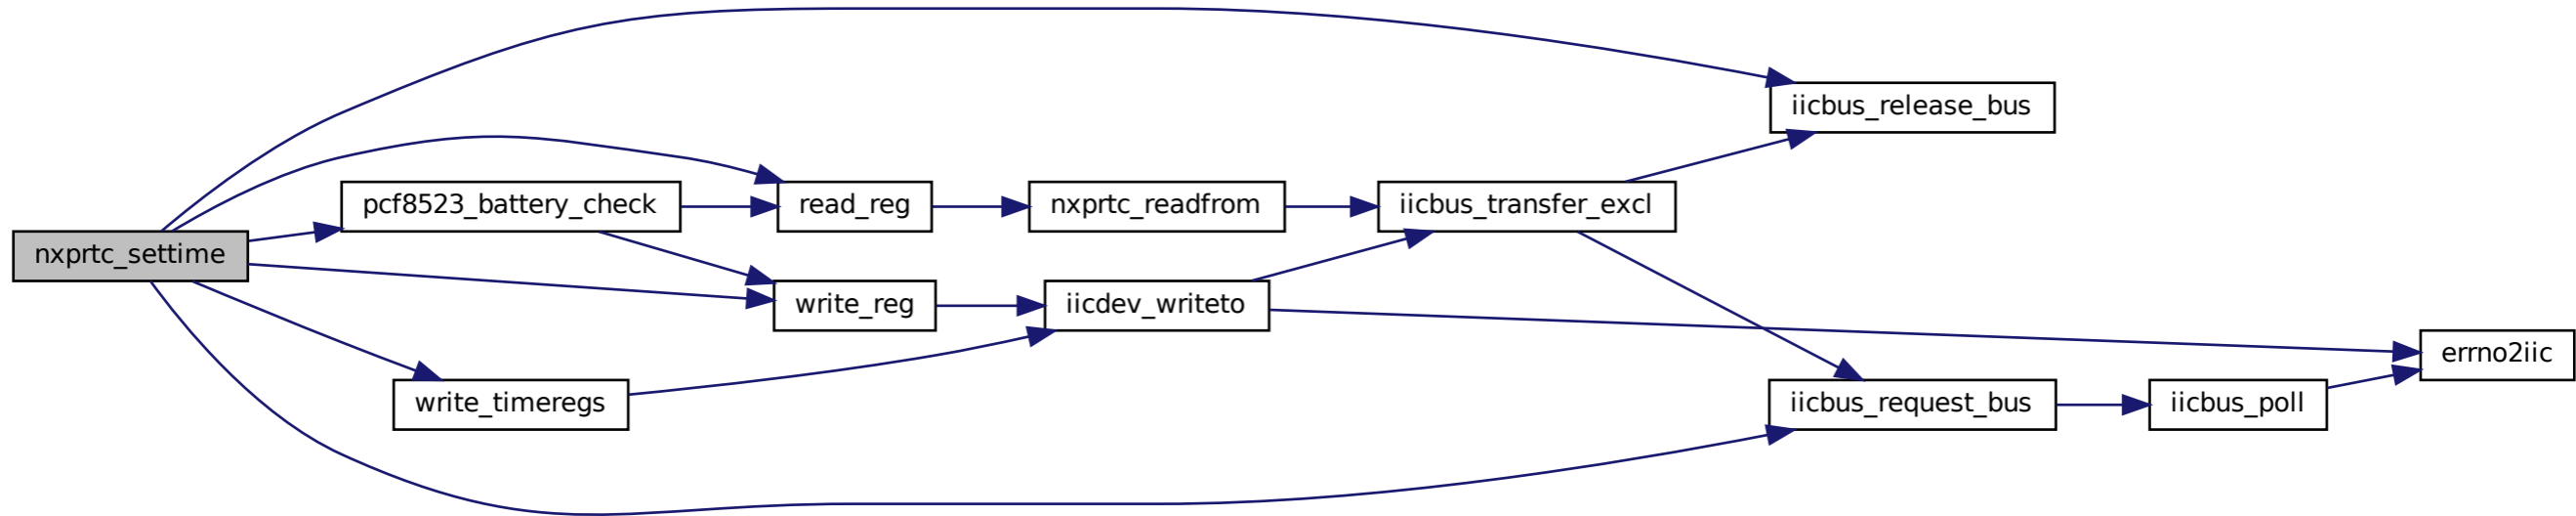 iicbus_release_bus
pcf8523_battery_check
read_reg
nxprtc_readfrom
iicbus_transfer_excl
nxprtc_settime
write_reg
iicdev_writeto
errno2iic
write_timeregs
iicbus_request_bus
iicbus_poll